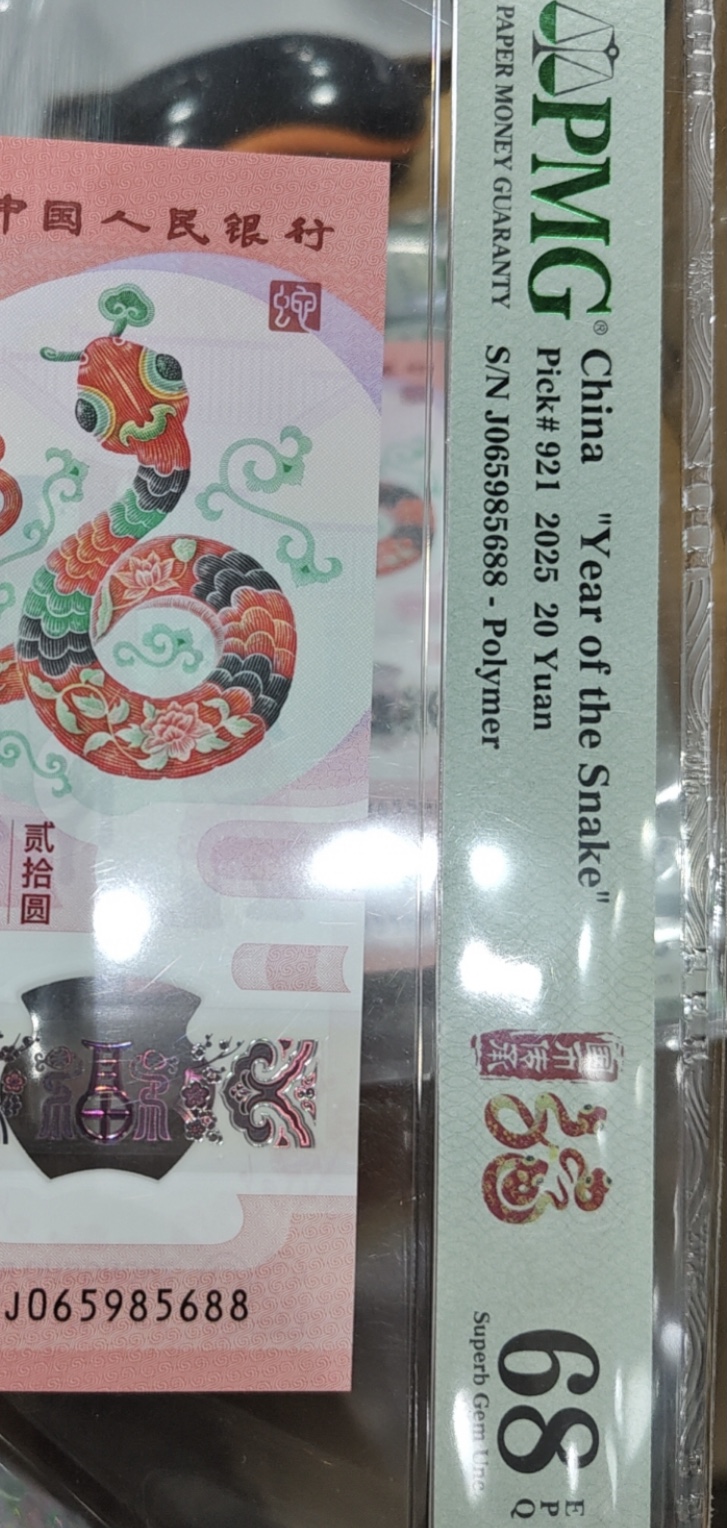 中国人民银行
蛇
贰拾圆
J065985688
PMG®
PAPER MONEY GUARANTY
China "Year of the Snake"
Pick# 921 2025 20 Yuan
S/N J065985688 - Polymer
68
EPQ
Superb Gem Unc